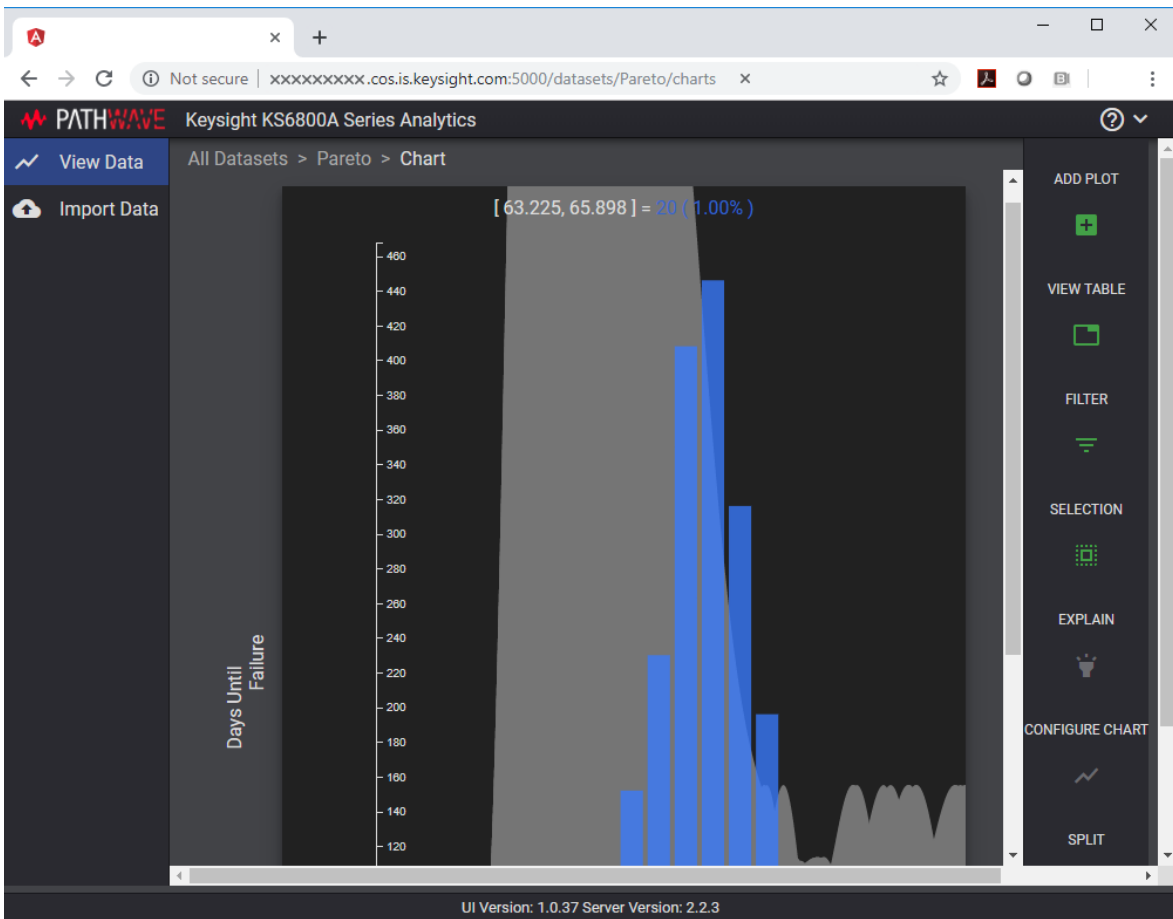 Not secure | xxxxxxxxx.cos.is.keysight.com:5000/datasets/Pareto/charts
PATHWAVE Keysight KS6800A Series Analytics
View Data
Import Data
All Datasets > Pareto > Chart
[ 63.225, 65.898 ] = 20 ( 1.00% )
460
440
420
400
380
360
340
320
300
280
260
240
220
200
180
160
140
120
Days Until
Failure
ADD PLOT
VIEW TABLE
FILTER
SELECTION
EXPLAIN
CONFIGURE CHART
SPLIT
UI Version: 1.0.37 Server Version: 2.2.3